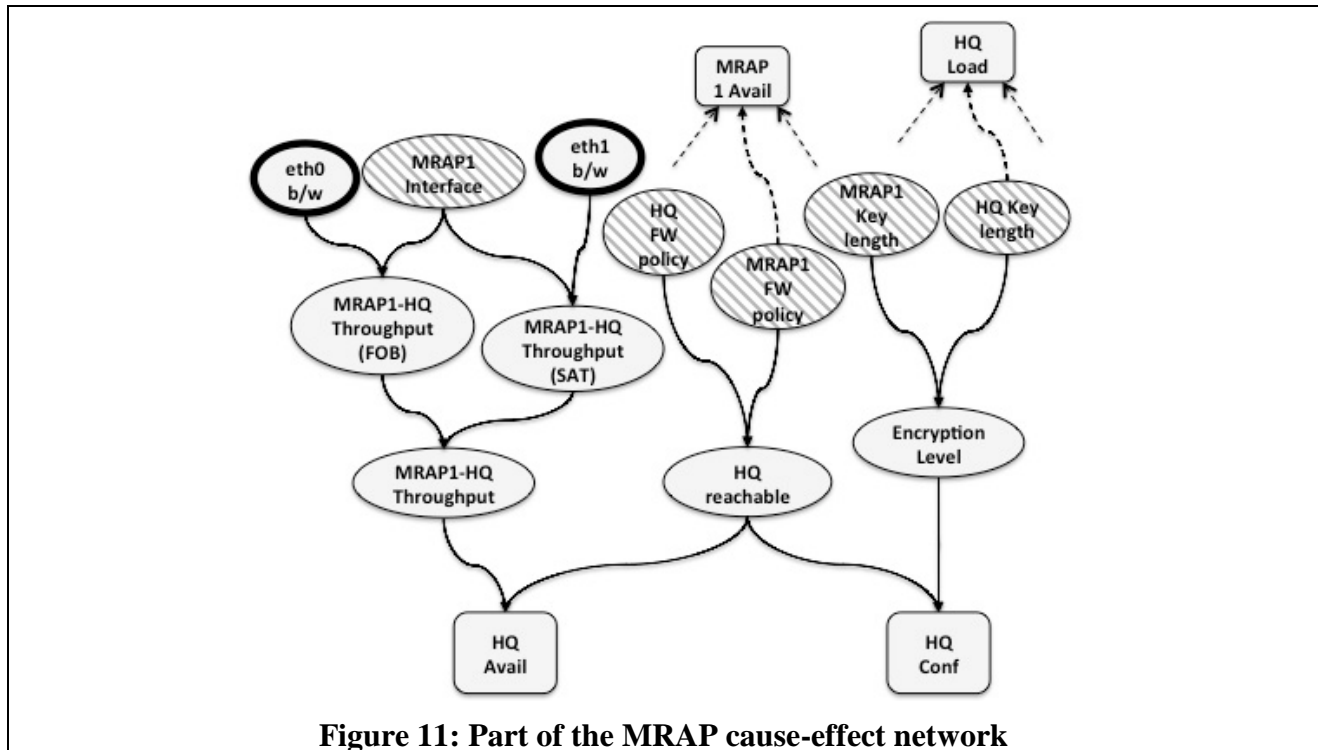 HQ
Load
MRAP
1 Avail
eth1
b/w
eth0
b/w
MRAP1
Interface
HQ
FW
policy
MRAP1
Key
length
HQ Key
length
MRAP1
FW
policy
MRAP1-HQ
Throughput
(FOB)
MRAP1-HQ
Throughput
(SAT)
Encryption
Level
MRAP1-HQ
Throughput
HQ
reachable
HQ
Avail
HQ
Conf
Figure 11: Part of the MRAP cause-effect network